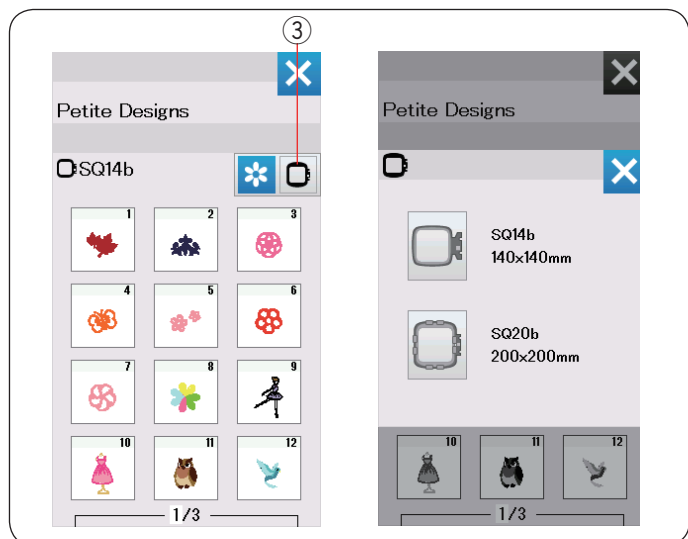 ③
Petite Designs
SQ14b
1 2 3
4 5 6
7 8 9
10 11 12
1/3
Petite Designs
SQ14b
140x140mm
SQ20b
200x200mm
10 11 12
1/3